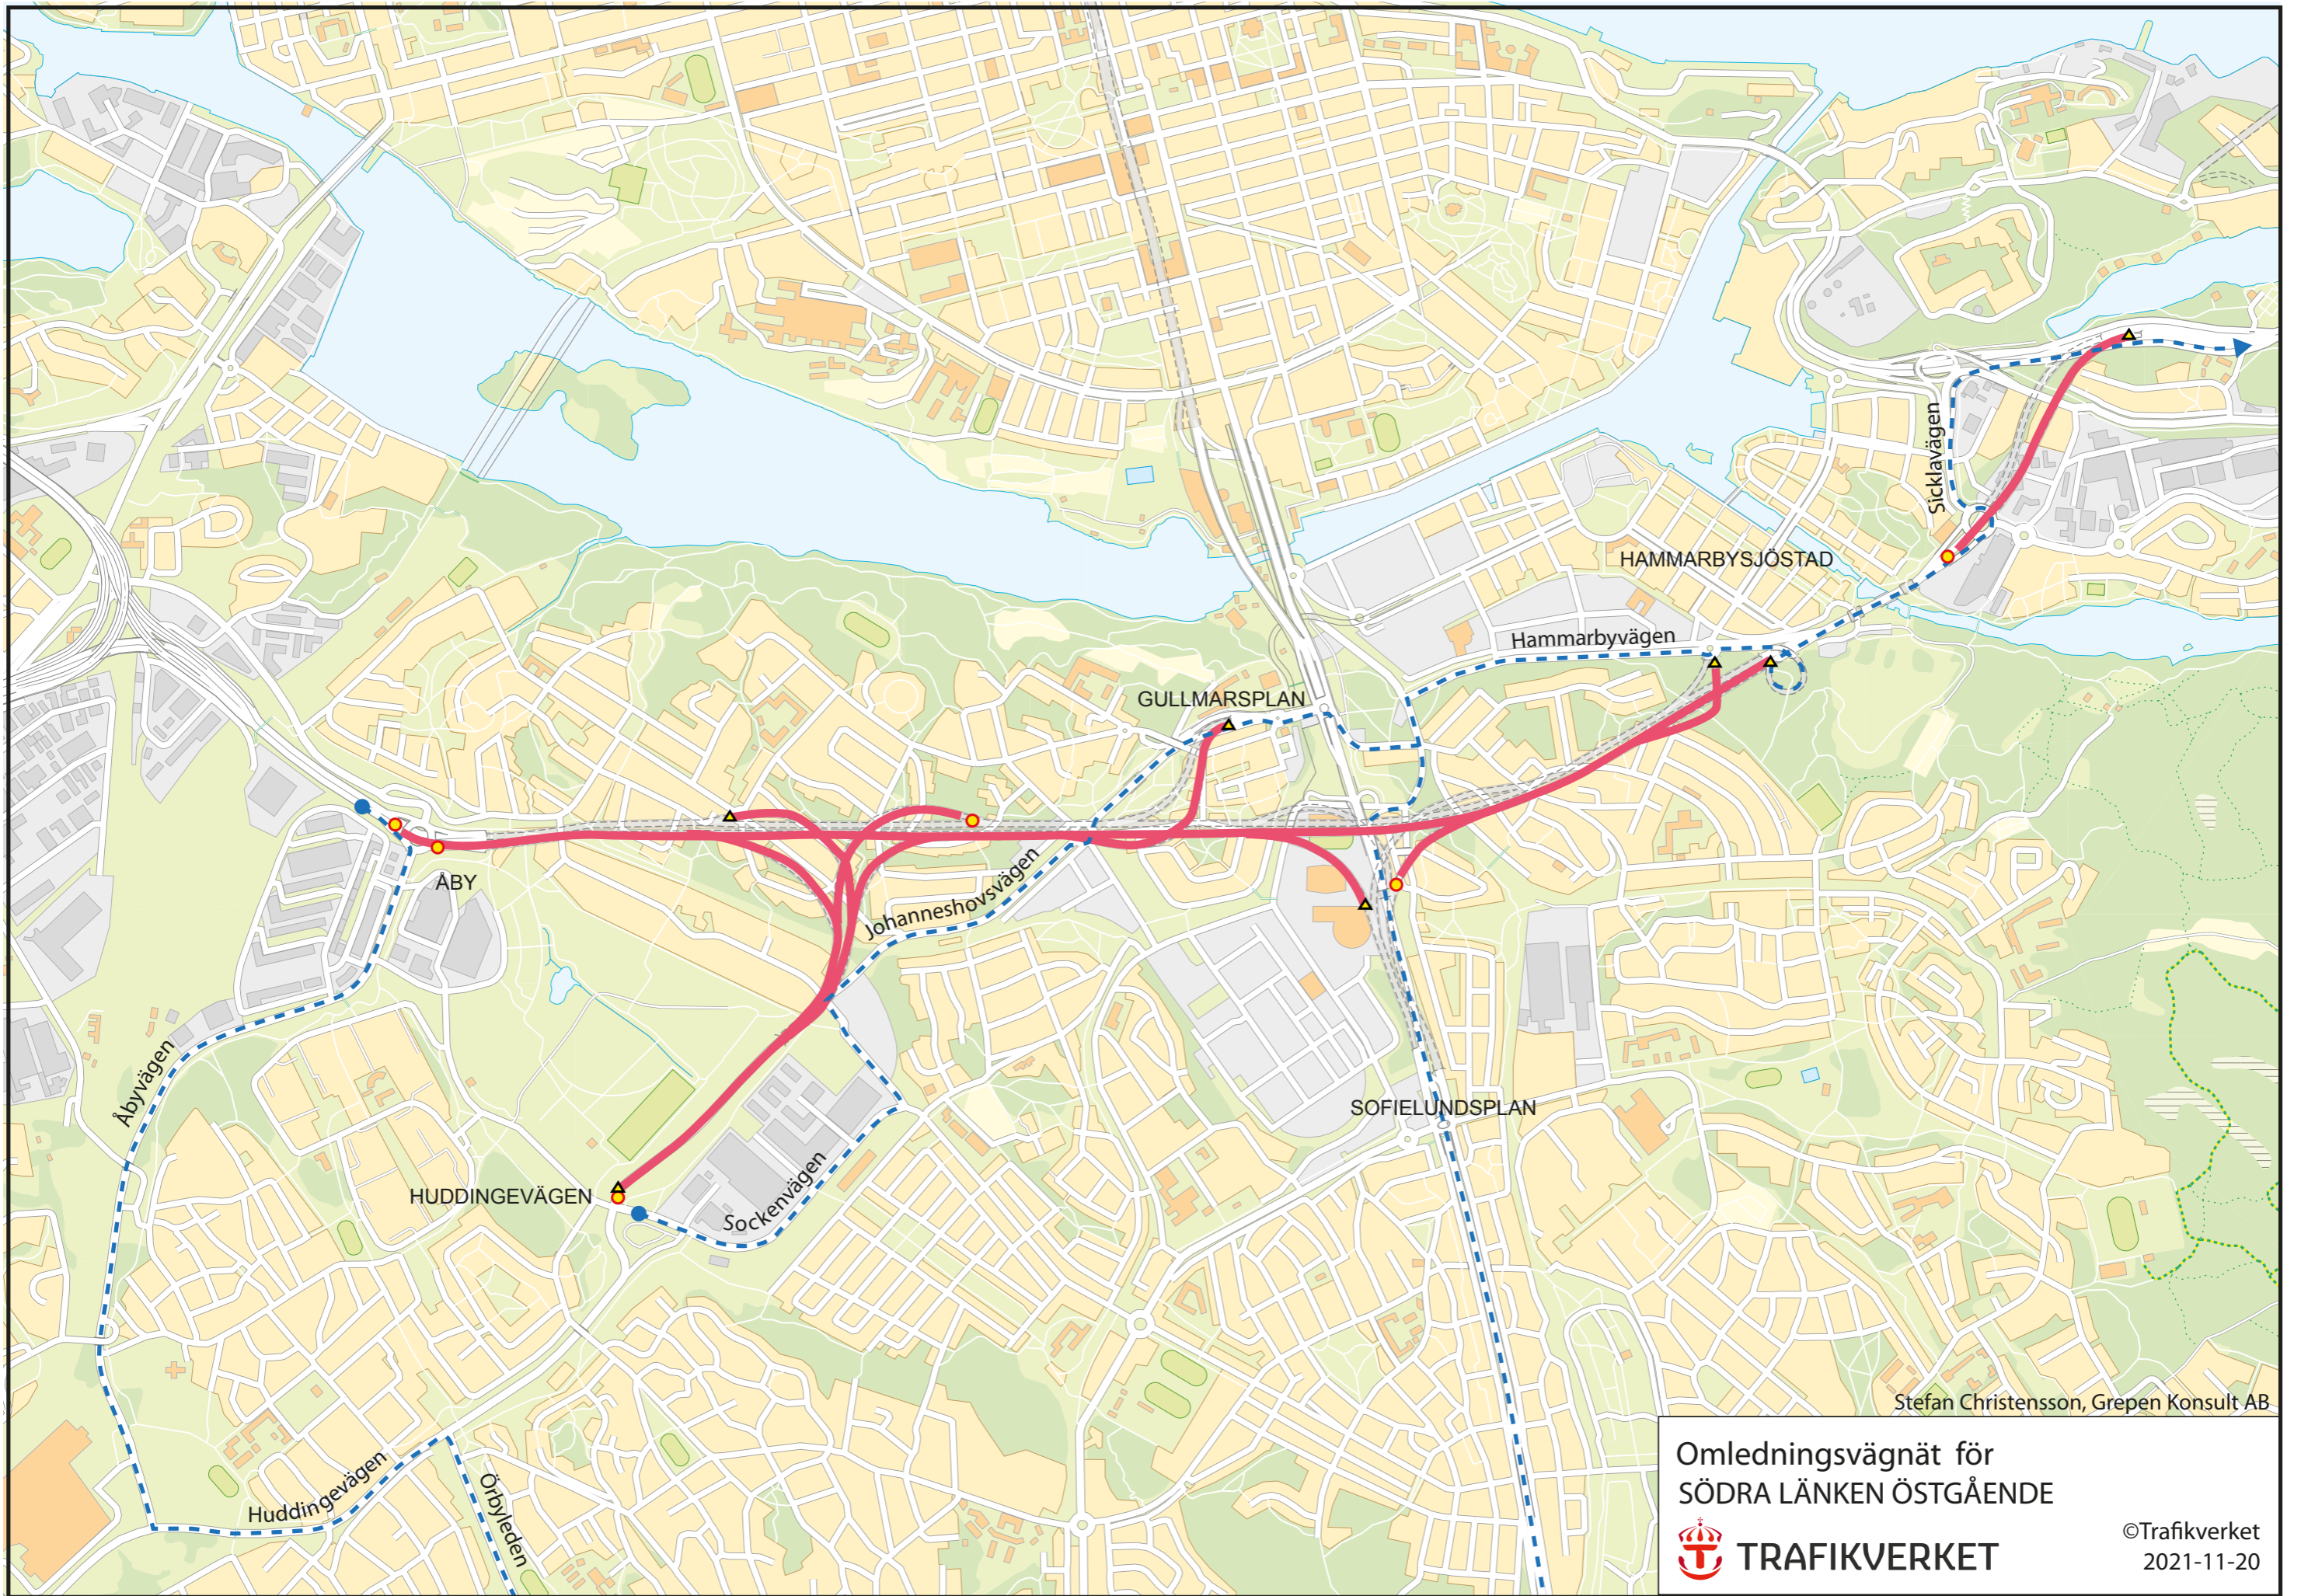 Sicklavägen
HAMMARBYSJÖSTAD
Hammarbyvägen
GULLMARSPLAN
ÅBY
Johanneshovsvägen
Åbyvägen
SOFIELUNDSPLAN
HUDDINGEVÄGEN
Sockenvägen
Huddingevägen
Örbyleden
Stefan Christensson, Grepen Konsult AB
Omledningsvägnät för
SÖDRA LÄNKEN ÖSTGÅENDE
TRAFIKVERKET
©Trafikverket
2021-11-20